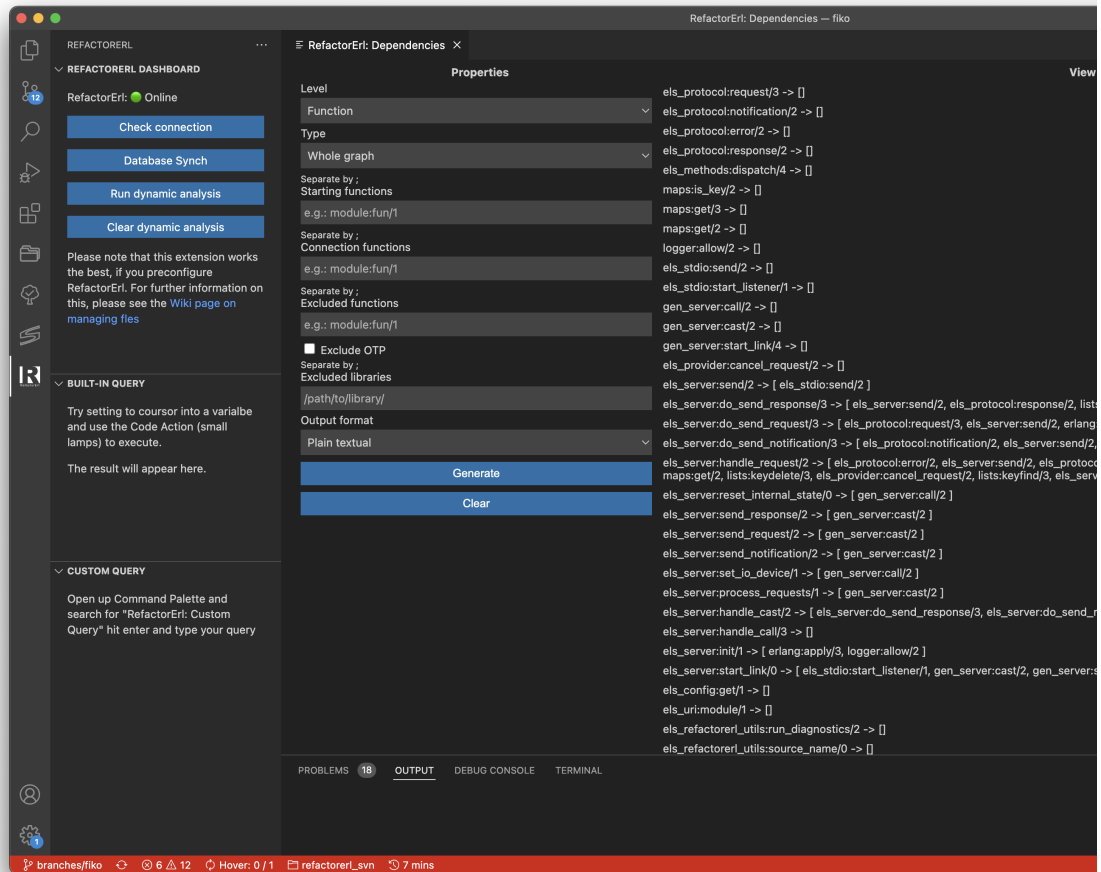 RefactorErl: Dependencies — fiko
REFACTORERL
RefactorErl: Dependencies
REFACTORERL DASHBOARD
RefactorErl: Online
Check connection
Database Synch
Run dynamic analysis
Clear dynamic analysis
Please note that this extension works
the best, if you preconfigure
RefactorErl. For further information on
this, please see the Wiki page on
managing fles
BUILT-IN QUERY
Try setting to coursor into a varialbe
and use the Code Action (small
lamps) to execute.
The result will appear here.
CUSTOM QUERY
Open up Command Palette and
search for "RefactorErl: Custom
Query" hit enter and type your query
12
1
Properties
Level
Function
Type
Whole graph
Separate by ;
Starting functions
e.g.: module:fun/1
Separate by ;
Connection functions
e.g.: module:fun/1
Separate by ;
Excluded functions
e.g.: module:fun/1
Exclude OTP
Separate by ;
Excluded libraries
/path/to/library/
Output format
Plain textual
Generate
Clear
View
els_protocol:request/3 -> []
els_protocol:notification/2 -> []
els_protocol:error/2 -> []
els_protocol:response/2 -> []
els_methods:dispatch/4 -> []
maps:is_key/2 -> []
maps:get/3 -> []
maps:get/2 -> []
logger:allow/2 -> []
els_stdio:send/2 -> []
els_stdio:start_listener/1 -> []
gen_server:call/2 -> []
gen_server:cast/2 -> []
gen_server:start_link/4 -> []
els_provider:cancel_request/2 -> []
els_server:send/2 -> [ els_stdio:send/2 ]
els_server:do_send_response/3 -> [ els_server:send/2, els_protocol:response/2, lists
els_server:do_send_request/3 -> [ els_protocol:request/3, els_server:send/2, erlang:
els_server:do_send_notification/3 -> [ els_protocol:notification/2, els_server:send/2,
els_server:handle_request/2 -> [ els_protocol:error/2, els_server:send/2, els_protoc
maps:get/2, lists:keydelete/3, els_provider:cancel_request/2, lists:keyfind/3, els_serv
els_server:reset_internal_state/0 -> [ gen_server:call/2 ]
els_server:send_response/2 -> [ gen_server:cast/2 ]
els_server:send_request/2 -> [ gen_server:cast/2 ]
els_server:send_notification/2 -> [ gen_server:cast/2 ]
els_server:set_io_device/1 -> [ gen_server:call/2 ]
els_server:process_requests/1 -> [ gen_server:cast/2 ]
els_server:handle_cast/2 -> [ els_server:do_send_response/3, els_server:do_send_r
els_server:handle_call/3 -> []
els_server:init/1 -> [ erlang:apply/3, logger:allow/2 ]
els_server:start_link/0 -> [ els_stdio:start_listener/1, gen_server:cast/2, gen_server:s
els_config:get/1 -> []
els_uri:module/1 -> []
els_refactorerl_utils:run_diagnostics/2 -> []
els_refactorerl_utils:source_name/0 -> []
PROBLEMS 18 OUTPUT DEBUG CONSOLE TERMINAL
branches/fiko 6 12 Hover: 0 / 1 refactorerl_svn 7 mins